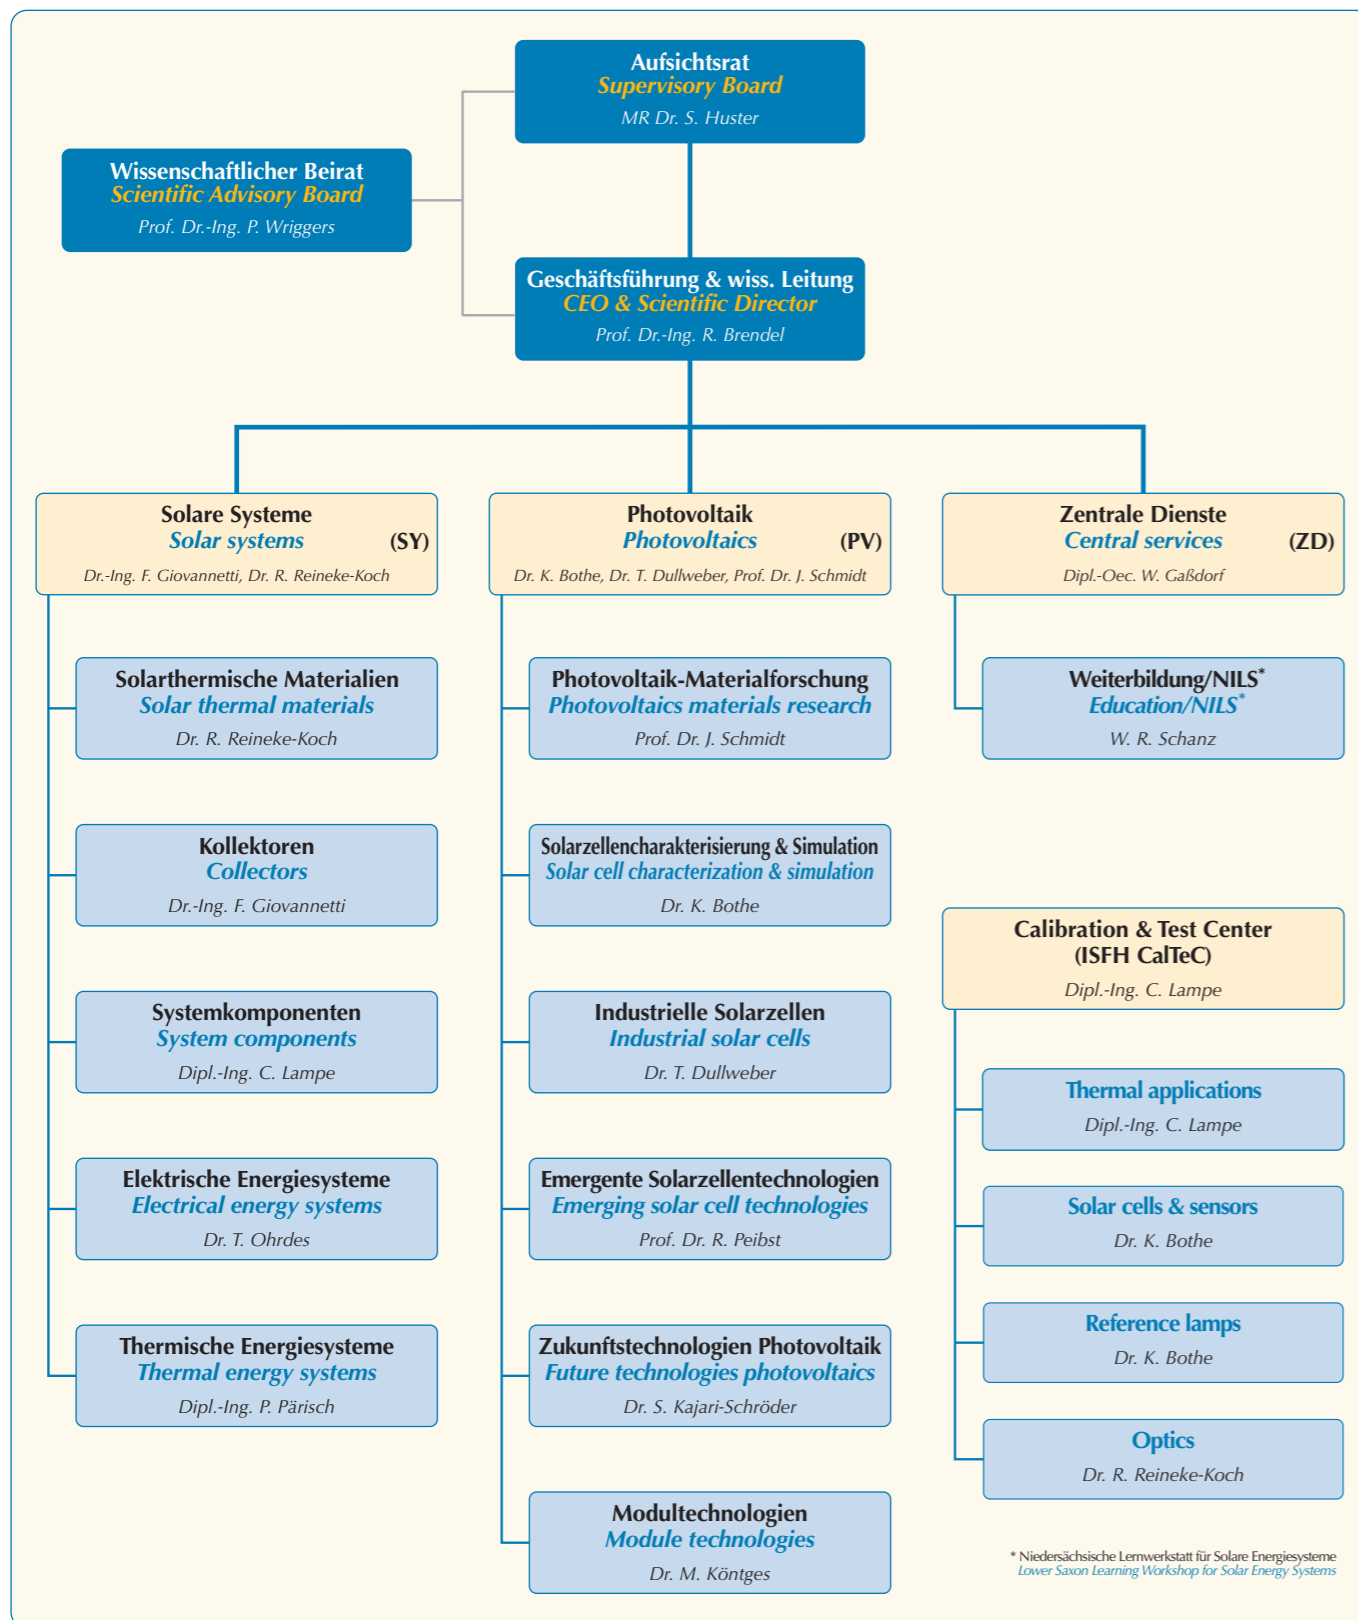 Aufsichtsrat
Supervisory Board
MR Dr. S. Huster
Wissenschaftlicher Beirat
Scientific Advisory Board
Prof. Dr.-Ing. P. Wriggers
Geschäftsführung & wiss. Leitung
CEO & Scientific Director
Prof. Dr.-Ing. R. Brendel
Solare Systeme
Solar systems (SY)
Dr.-Ing. F. Giovannetti, Dr. R. Reineke-Koch
Solarthermische Materialien
Solar thermal materials
Dr. R. Reineke-Koch
Kollektoren
Collectors
Dr.-Ing. F. Giovannetti
Systemkomponenten
System components
Dipl.-Ing. C. Lampe
Elektrische Energiesysteme
Electrical energy systems
Dr. T. Ohrdes
Thermische Energiesysteme
Thermal energy systems
Dipl.-Ing. P. Pärisch
Photovoltaik
Photovoltaics (PV)
Dr. K. Bothe, Dr. T. Dullweber, Prof. Dr. J. Schmidt
Photovoltaik-Materialforschung
Photovoltaics materials research
Prof. Dr. J. Schmidt
Solarzellencharakterisierung & Simulation
Solar cell characterization & simulation
Dr. K. Bothe
Industrielle Solarzellen
Industrial solar cells
Dr. T. Dullweber
Emergente Solarzellentechnologien
Emerging solar cell technologies
Prof. Dr. R. Peibst
Zukunftstechnologien Photovoltaik
Future technologies photovoltaics
Dr. S. Kajari-Schröder
Modultechnologien
Module technologies
Dr. M. Köntges
Zentrale Dienste
Central services (ZD)
Dipl.-Oec. W. Gaßdorf
Weiterbildung/NILS*
Education/NILS*
W. R. Schanz
Calibration & Test Center
(ISFH CalTeC)
Dipl.-Ing. C. Lampe
Thermal applications
Dipl.-Ing. C. Lampe
Solar cells & sensors
Dr. K. Bothe
Reference lamps
Dr. K. Bothe
Optics
Dr. R. Reineke-Koch
* Niedersächsische Lernwerkstatt für Solare Energiesysteme
Lower Saxon Learning Workshop for Solar Energy Systems